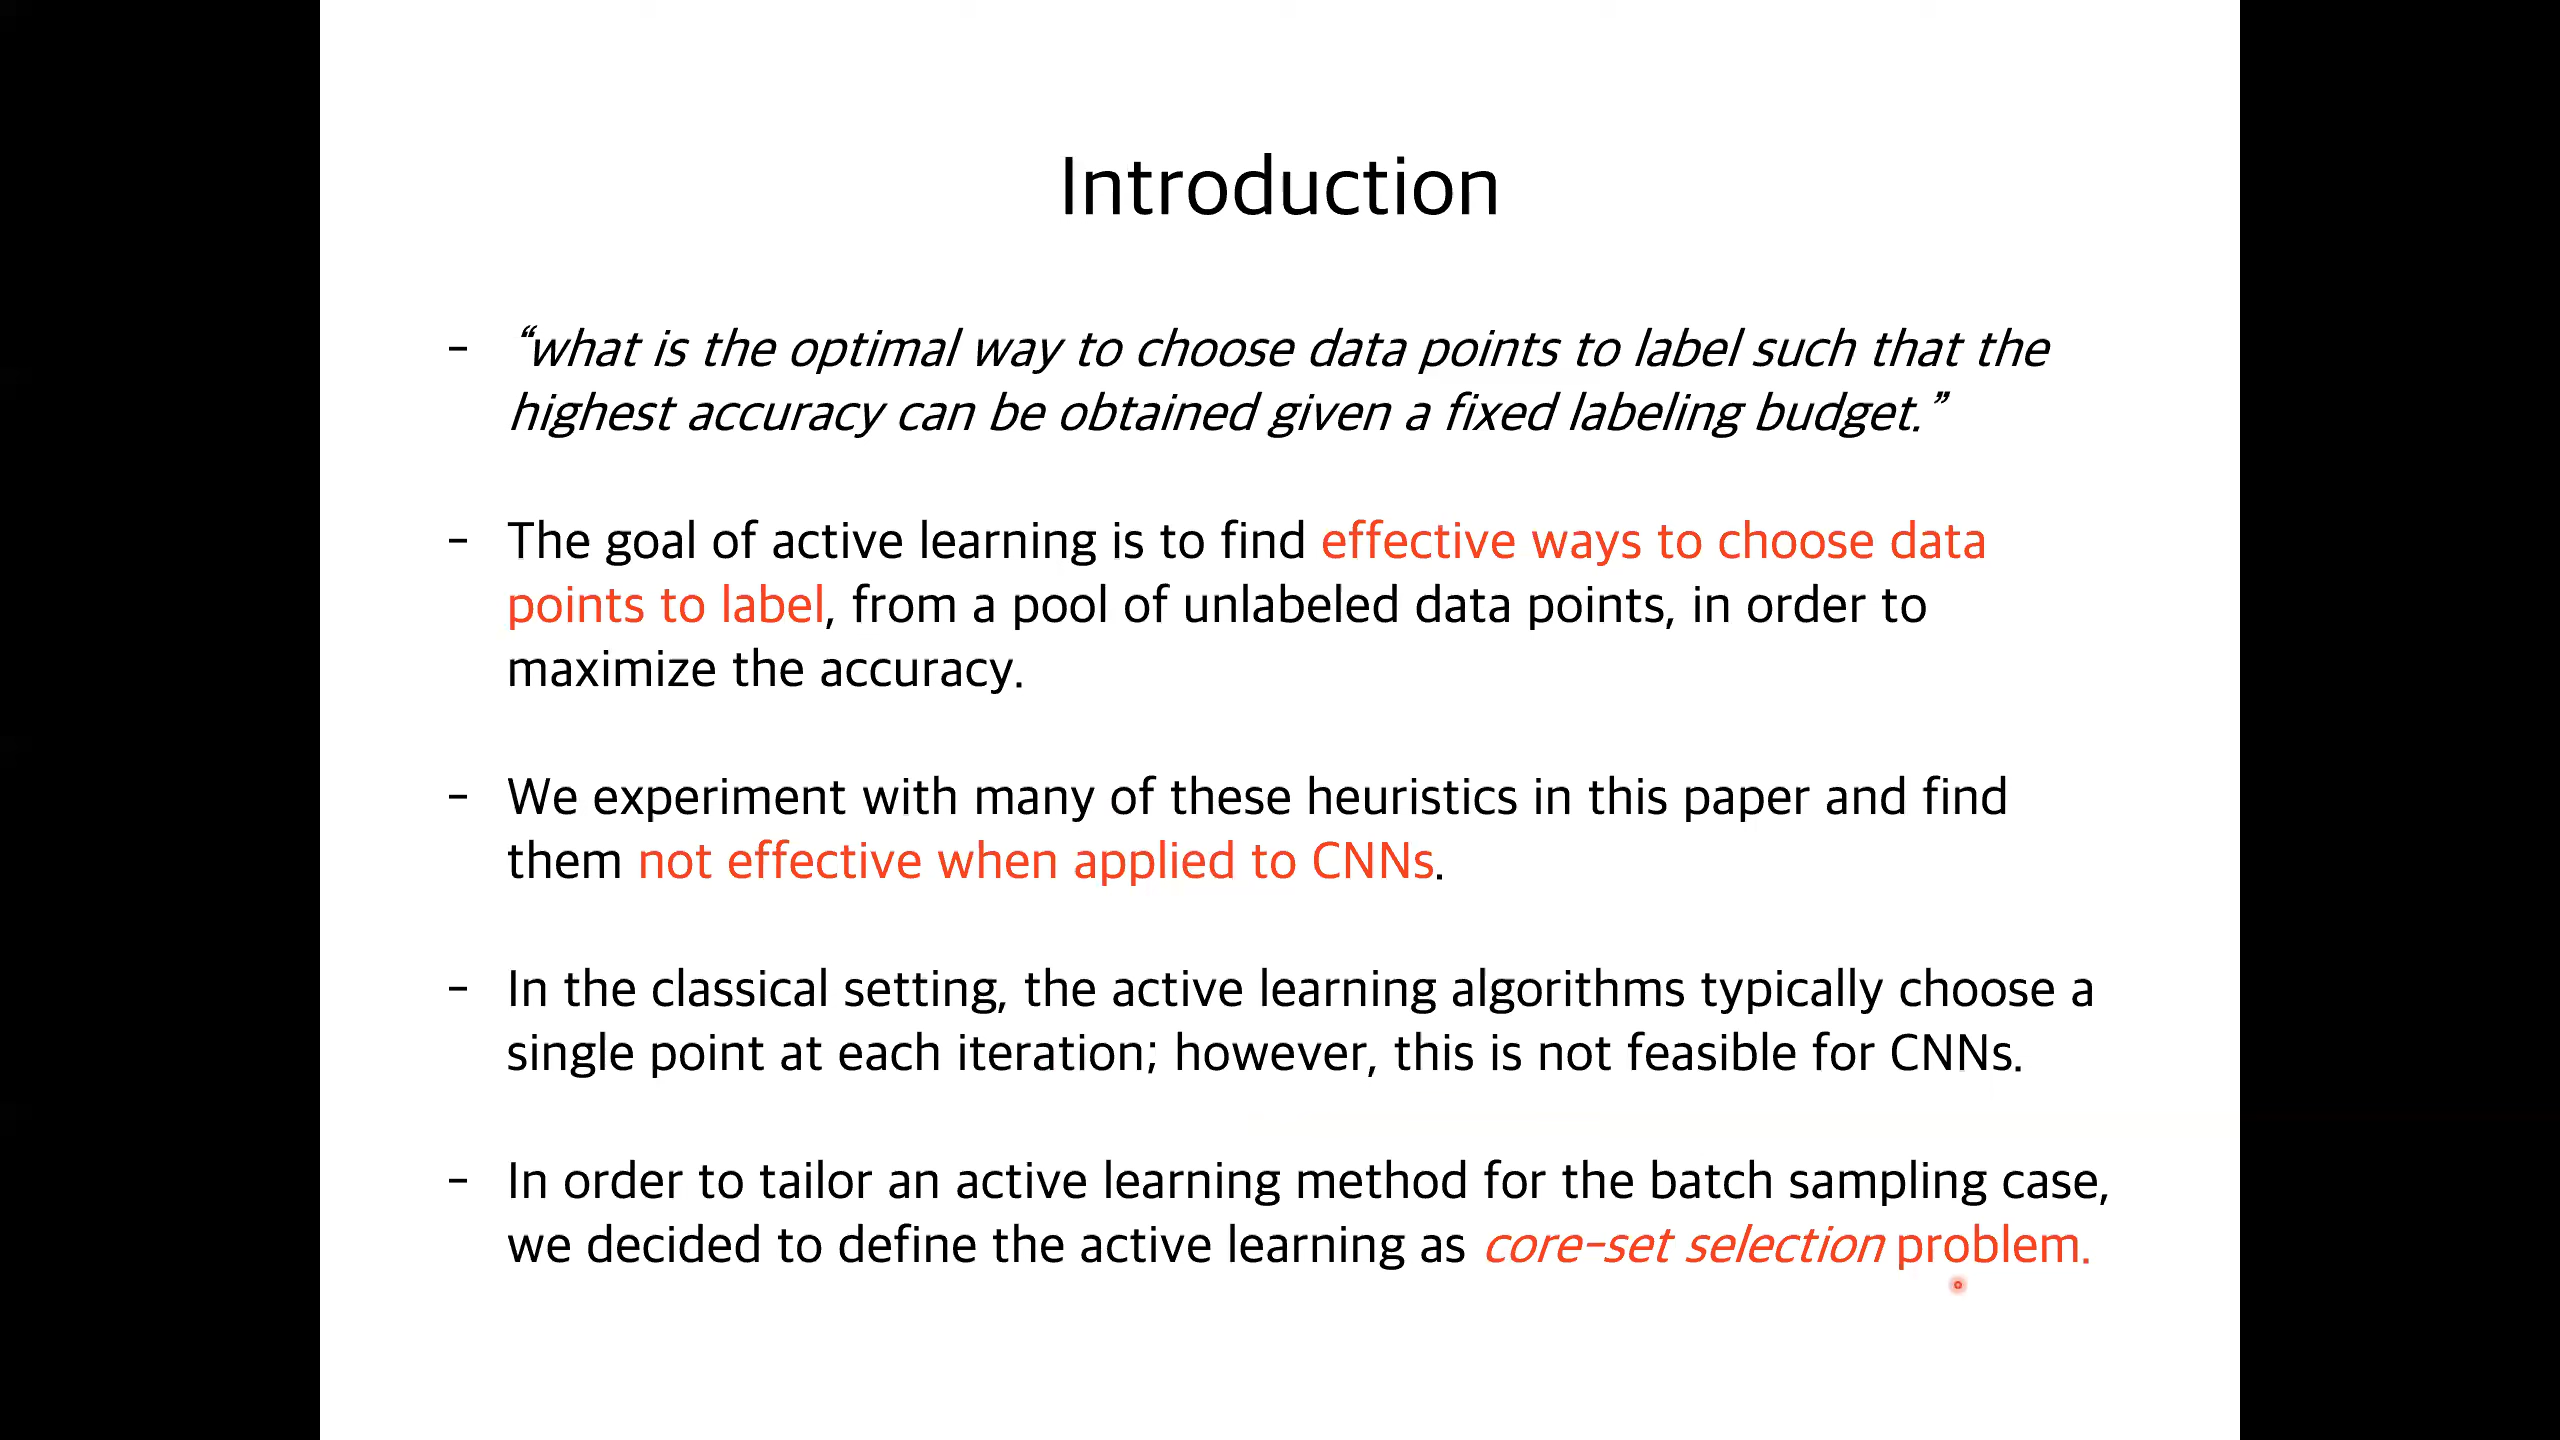 Introduction
- “what is the optimal way to choose data points to label such that the
highest accuracy can be obtained given a fixed labeling budget.”
- The goal of active learning is to find effective ways to choose data
points to label, from a pool of unlabeled data points, in order to
maximize the accuracy.
- We experiment with many of these heuristics in this paper and find
them not effective when applied to CNNs.
- In the classical setting, the active learning algorithms typically choose a
single point at each iteration; however, this is not feasible for CNNs.
- In order to tailor an active learning method for the batch sampling case,
we decided to define the active learning as core-set selection problem.